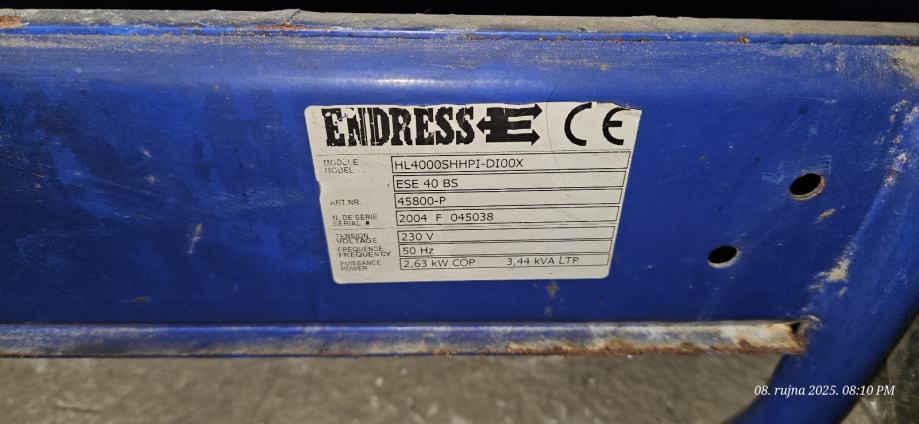 ENDRESS E CE
MODELE
MODEL
HL4000SHHPI-DI00X
ESE 40 BS
ART.NR. 45800-P
N. DE SERIE
SERIAL #
2004 F 045038
TENSION
VOLTAGE
230 V
FREQUENCE
FREQUENCY
50 Hz
PUISSANCE
POWER
2,63 kW COP 3,44 kVA LTP
08. rujna 2025. 08:10 PM